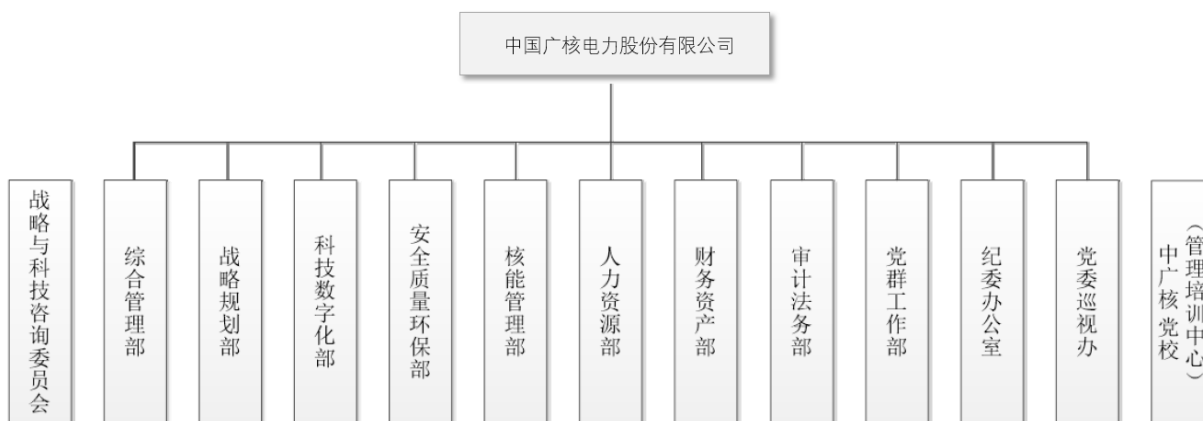 中国广核电力股份有限公司
战略与科技咨询委员会
综合管理部
战略规划部
科技数字化部
安全质量环保部
核能管理部
人力资源部
财务资产部
审计法务部
党群工作部
纪委办公室
党委巡视办
中广核党校
（管理培训中心）